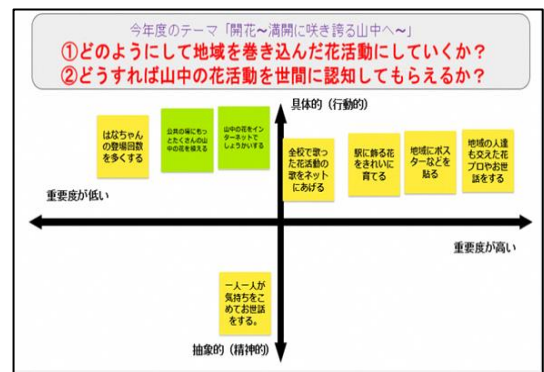 今年度のテーマ「開花~満開に咲き誇る山中へ~」
①どのようにして地域を巻き込んだ花活動にしていくか?
②どうすれば山中の花活動を世間に認知してもらえるか?
具体的(行動的)
はなちゃん
の登場回数
を多くする
公共の場にもっ
とたくさんの山
中の花を植える
山中の花をイン
ターネットで
しょうかいする
全校で歌っ
た花活動の
歌をネット
にあげる
駅に飾る花
をきれいに
育てる
地域にポス
ターなどを
貼る
地域の人達
も交えた花
プロやお世
話をする
重要度が低い
重要度が高い
一人一人が
気持ちをこ
めてお世話
をする。
抽象的(精神的)